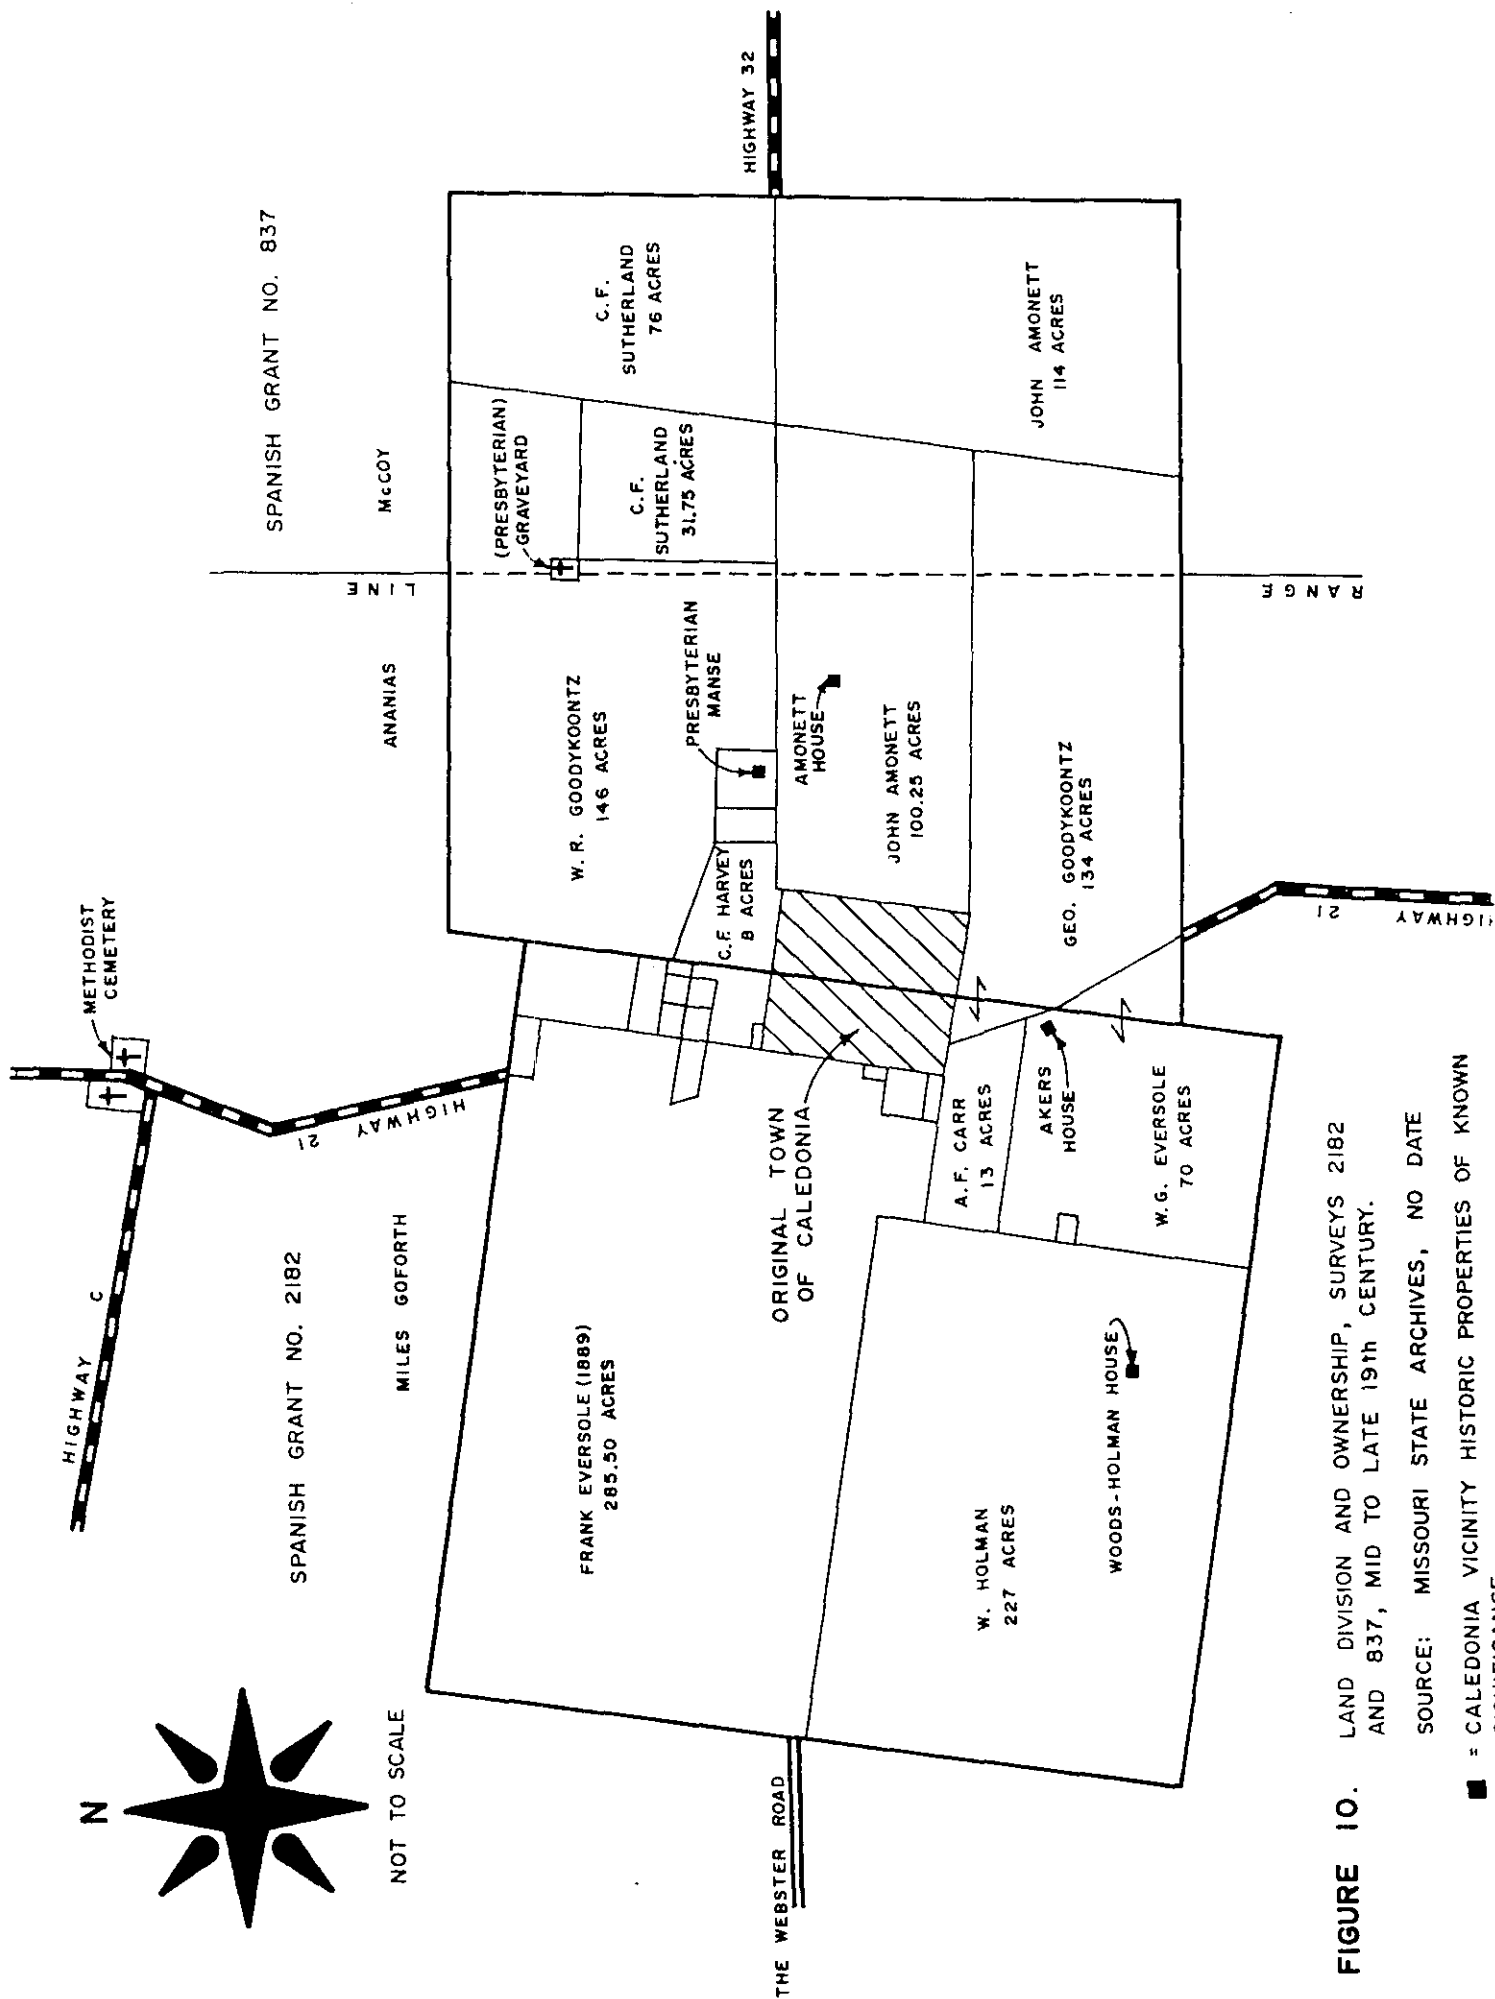 N
NOT TO SCALE
HIGHWAY C
METHODIST
CEMETERY
HIGHWAY 21
SPANISH GRANT NO. 2182
MILES GOFORTH
SPANISH GRANT NO. 837
ANANIAS McCOY
RANGE LINE
FRANK EVERSOLE (1889)
285.50 ACRES
W. R. GOODYKOONTZ
146 ACRES
(PRESBYTERIAN)
GRAVEYARD
C. F.
SUTHERLAND
31.75 ACRES
C. F.
SUTHERLAND
76 ACRES
PRESBYTERIAN
MANSE
C.F. HARVEY
8 ACRES
HIGHWAY 32
THE WEBSTER ROAD
ORIGINAL TOWN
OF CALEDONIA
AMONETT
HOUSE
JOHN AMONETT
100.25 ACRES
JOHN AMONETT
114 ACRES
GEO. GOODYKOONTZ
134 ACRES
A.F. CARR
13 ACRES
AKERS
HOUSE
W.G. EVERSOLE
70 ACRES
W. HOLMAN
227 ACRES
WOODS-HOLMAN HOUSE
HIGHWAY 21
FIGURE 10. LAND DIVISION AND OWNERSHIP, SURVEYS 2182
AND 837, MID TO LATE 19th CENTURY.
SOURCE: MISSOURI STATE ARCHIVES, NO DATE
■ = CALEDONIA VICINITY HISTORIC PROPERTIES OF KNOWN